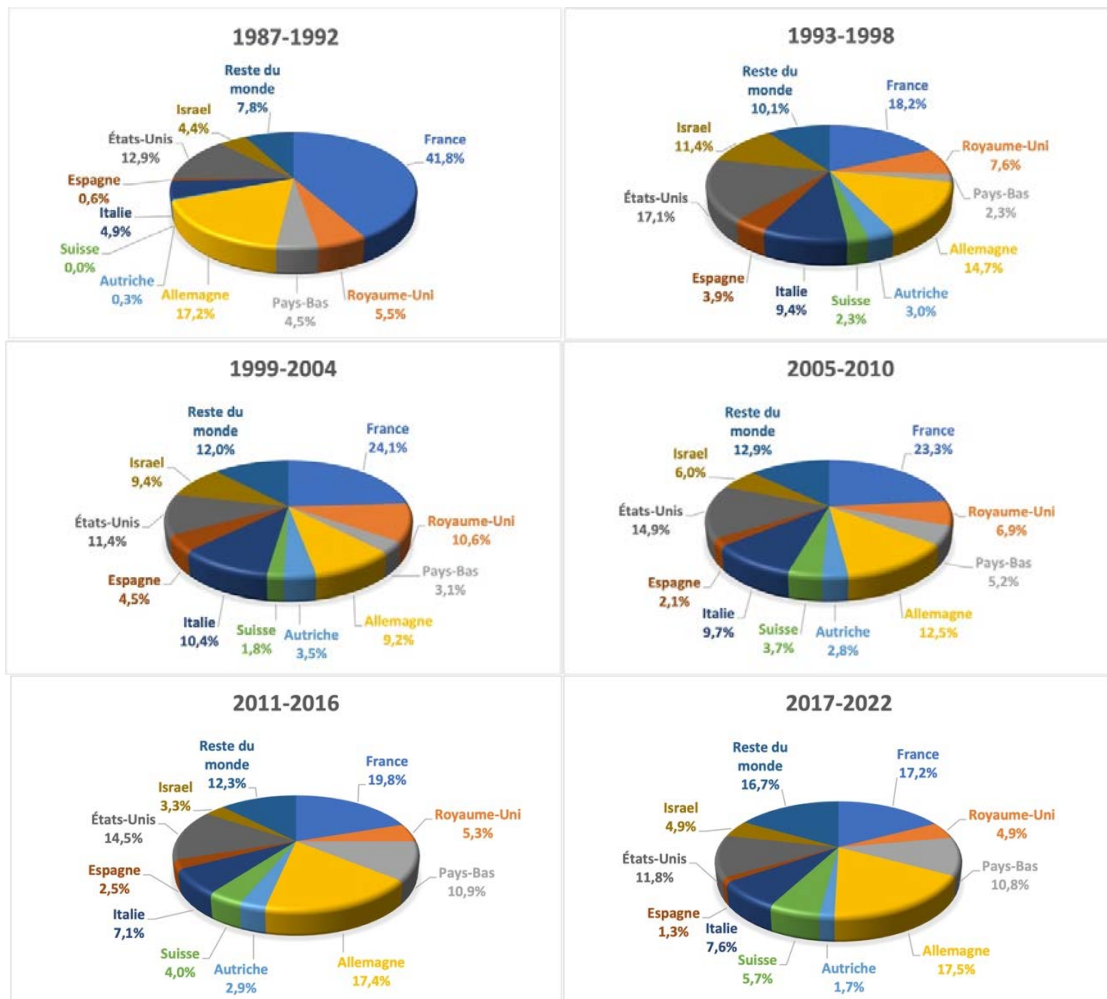 1987-1992
Reste du
monde
7,8%
Israel
4,4%
États-Unis
12,9%
France
41,8%
Espagne
0,6%
Italie
4,9%
Suisse
0,0%
Autriche
0,3%
Allemagne
17,2%
Pays-Bas
4,5%
Royaume-Uni
5,5%
1993-1998
Reste du
monde
10,1%
France
18,2%
Israel
11,4%
Royaume-Uni
7,6%
Pays-Bas
2,3%
États-Unis
17,1%
Allemagne
14,7%
Espagne
3,9%
Italie
9,4%
Suisse
2,3%
Autriche
3,0%
1999-2004
Reste du
monde
12,0%
France
24,1%
Israel
9,4%
États-Unis
11,4%
Royaume-Uni
10,6%
Pays-Bas
3,1%
Espagne
4,5%
Italie
10,4%
Suisse
1,8%
Autriche
3,5%
Allemagne
9,2%
2005-2010
Reste du
monde
12,9%
France
23,3%
Israel
6,0%
États-Unis
14,9%
Royaume-Uni
6,9%
Pays-Bas
5,2%
Espagne
2,1%
Italie
9,7%
Suisse
3,7%
Autriche
2,8%
Allemagne
12,5%
2011-2016
Reste du
monde
12,3%
France
19,8%
Israel
3,3%
États-Unis
14,5%
Royaume-Uni
5,3%
Espagne
2,5%
Pays-Bas
10,9%
Italie
7,1%
Suisse
4,0%
Autriche
2,9%
Allemagne
17,4%
2017-2022
Reste du
monde
16,7%
France
17,2%
Israel
4,9%
Royaume-Uni
4,9%
États-Unis
11,8%
Pays-Bas
10,8%
Espagne
1,3%
Italie
7,6%
Suisse
5,7%
Autriche
1,7%
Allemagne
17,5%